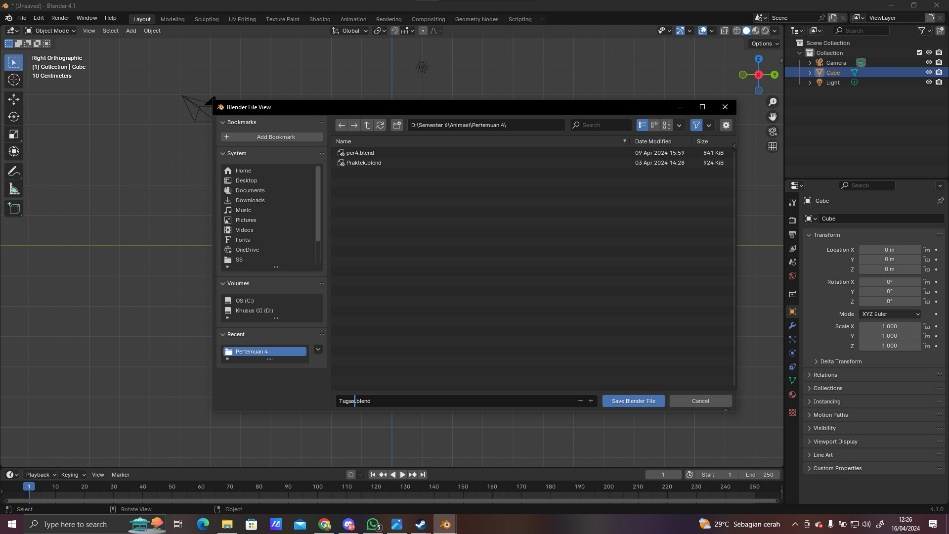 * (Unsaved) - Blender 4.1
File Edit Render Window Help Layout Modeling Sculpting UV Editing Texture Paint Shading Animation Rendering Compositing Geometry Nodes Scripting + Scene ViewLayer
Object Mode View Select Add Object Global Search
Options
Right Orthographic
(1) Collection | Cube
10 Centimeters
Scene Collection
Collection
Camera
Cube
Light
Z
Y
X
Blender File View
Bookmarks
Add Bookmark
System
Home
Desktop
Documents
Downloads
Music
Pictures
Videos
Fonts
OneDrive
SS
Volumes
OS (C:)
Khusus GJ (D:)
Recent
Pertemuan 4
D:\Semester 6\Animasi\Pertemuan 4\
Search
Name Date Modified Size
per4.blend 09 Apr 2024 15:59 841 KiB
Praktek.blend 03 Apr 2024 14:28 924 KiB
Tugas.blend
Save Blender File
Cancel
Search
Cube
Cube
Transform
Location X 0 m
Y 0 m
Z 0 m
Rotation X 0°
Y 0°
Z 0°
Mode XYZ Euler
Scale X 1.000
Y 1.000
Z 1.000
Delta Transform
Relations
Collections
Instancing
Motion Paths
Visibility
Viewport Display
Line Art
Custom Properties
Playback Keying View Marker 1 Start 1 End 250
1 10 20 30 40 50 60 70 80 90 100 110 120 130 140 150 160 170 180 190 200 210 220 230 240 250
Select Rotate View Object 4.1.0
Type here to search
29°C Sebagian cerah
12:26
16/04/2024